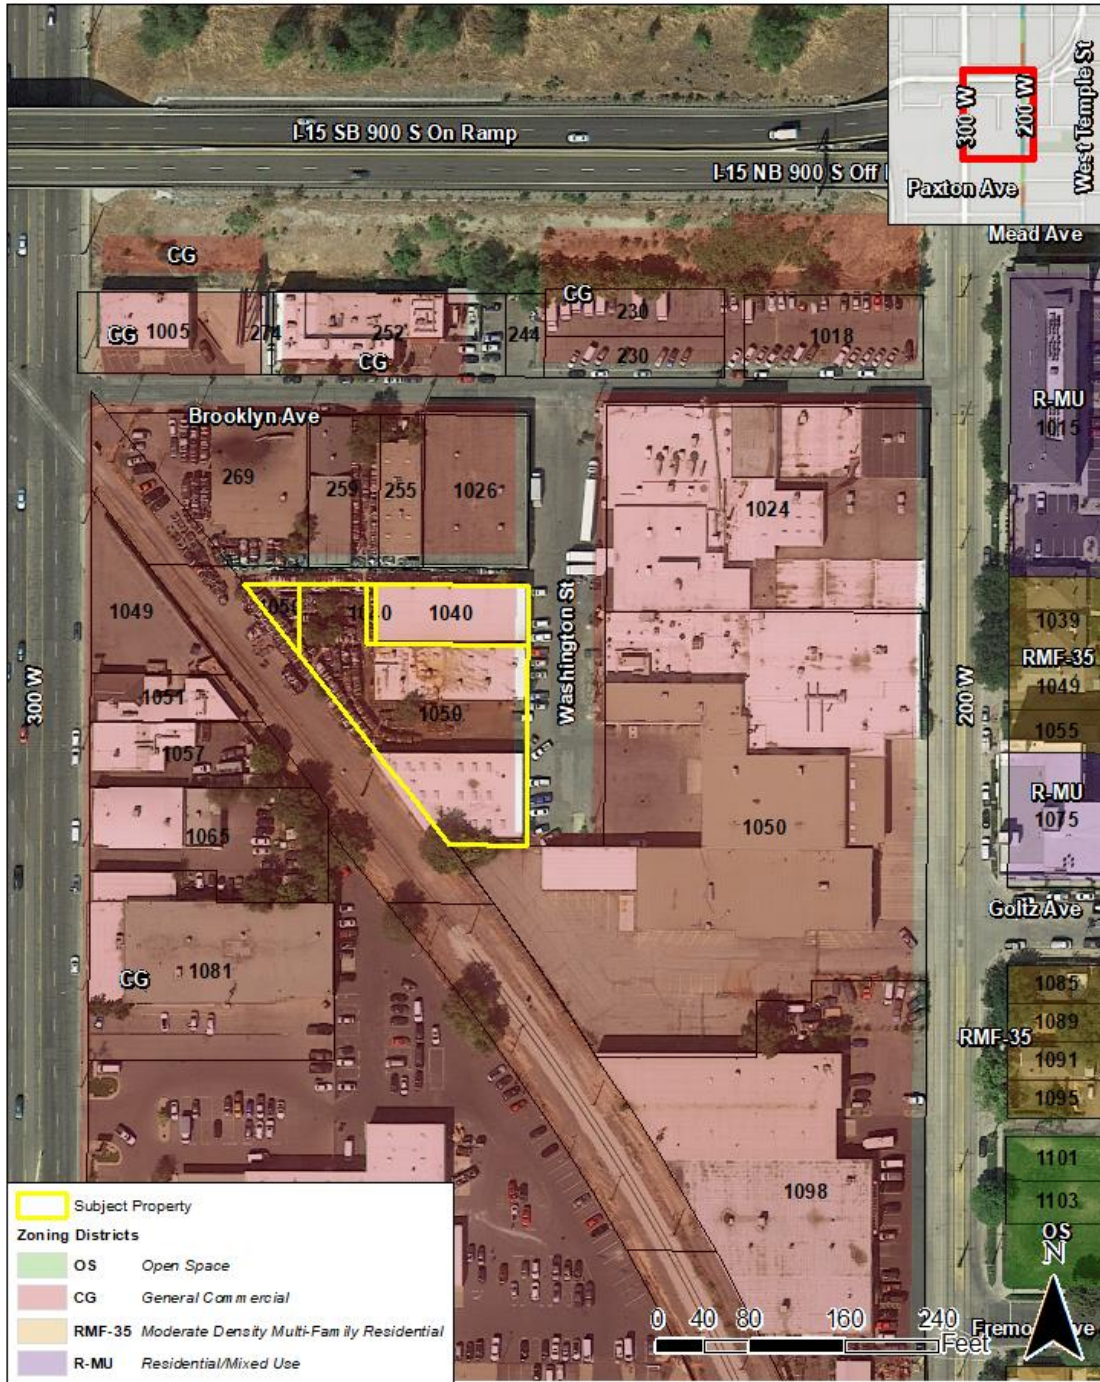 I-15 SB 900 S On Ramp
I-15 NB 900 S Off
300 W
200 W
West Temple St
Paxton Ave
Mead Ave
CG
CG
1005
274
252
CG
244
CG
230
230
1018
R-MU
1015
Brooklyn Ave
269
259
255
1026
1024
1049
1040
Washington St
1039
RMF-35
1049
1055
300 W
1051
1057
1050
200 W
R-MU
1075
1065
1050
Goltz Ave
CG
1081
1085
1089
RMF-35
1091
1095
1101
1103
OS
1098
N
0 40 80 160 240
Feet
Subject Property
Zoning Districts
OS Open Space
CG General Commercial
RMF-35 Moderate Density Multi-Family Residential
R-MU Residential/Mixed Use